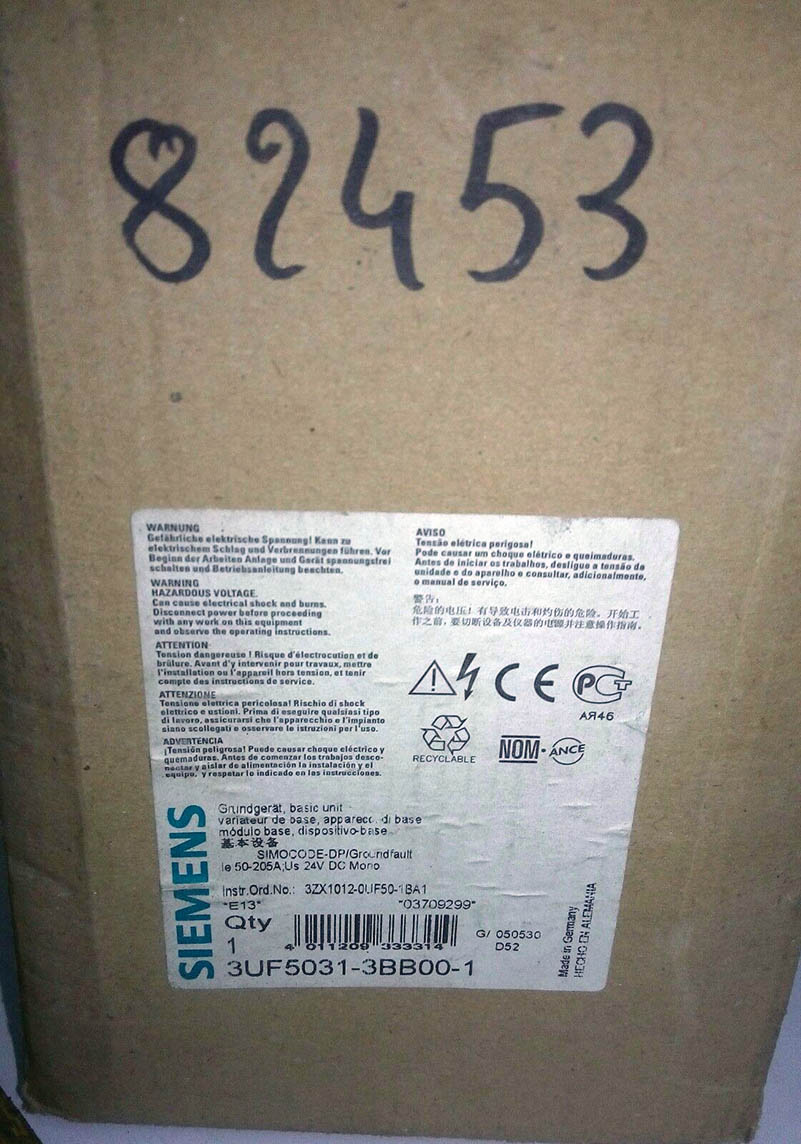 82453
WARNUNG
Gefährliche elektrische Spannung! Kann zu
elektrischem Schlag und Verbrennungen führen. Vor
Beginn der Arbeiten Anlage und Gerät spannungsfrei
schalten und Betriebsanleitung beachten.
WARNING
HAZARDOUS VOLTAGE.
Can cause electrical shock and burns.
Disconnect power before proceeding
with any work on this equipment
and observe the operating instructions.
ATTENTION
Tension dangereuse ! Risque d'électrocution et de
brûlure. Avant d'y intervenir pour travaux, mettre
l'installation ou l'appareil hors tension, et tenir
compte des instructions de service.
ATTENZIONE
Tensione elettrica pericolosa! Rischio di shock
elettrico e ustioni. Prima di eseguire qualsiasi tipo
di lavoro, assicurarsi che l'apparecchio e l'impianto
siano scollegati e osservare le istruzioni per l'uso.
ADVERTENCIA
¡Tensión peligrosa! Puede causar choque eléctrico y
quemaduras. Antes de comenzar los trabajos desco-
nectar y aislar de alimentación la instalación y el
equipo, y respetar lo indicado en las instrucciones.
AVISO
Tensão elétrica perigosa!
Pode causar um choque elétrico e queimaduras.
Antes de iniciar os trabalhos, desligue a tensão da
unidade e do aparelho e consultar, adicionalmente,
o manual de serviço.
警告:
危险的电压!有导致电击和灼伤的危险。开始工
作之前,要切断设备及仪器的电源并注意操作指南。
CE PCT
АЯ46
RECYCLABLE
NOM-ANCE
SIEMENS
Grundgerät, basic unit
variateur de base, apparecc. di base
módulo base, dispositivo-base
基本设备
SIMOCODE-DP/Groundfault
Ie 50-205A;Us 24V DC Mono
Instr.Ord.No.: 3ZX1012-0UF50-1BA1
"E13" "03709299"
Qty
1
4 011209 333314
G/ 050530
D52
3UF5031-3BB00-1
Made in Germany
HECHO EN ALEMANIA